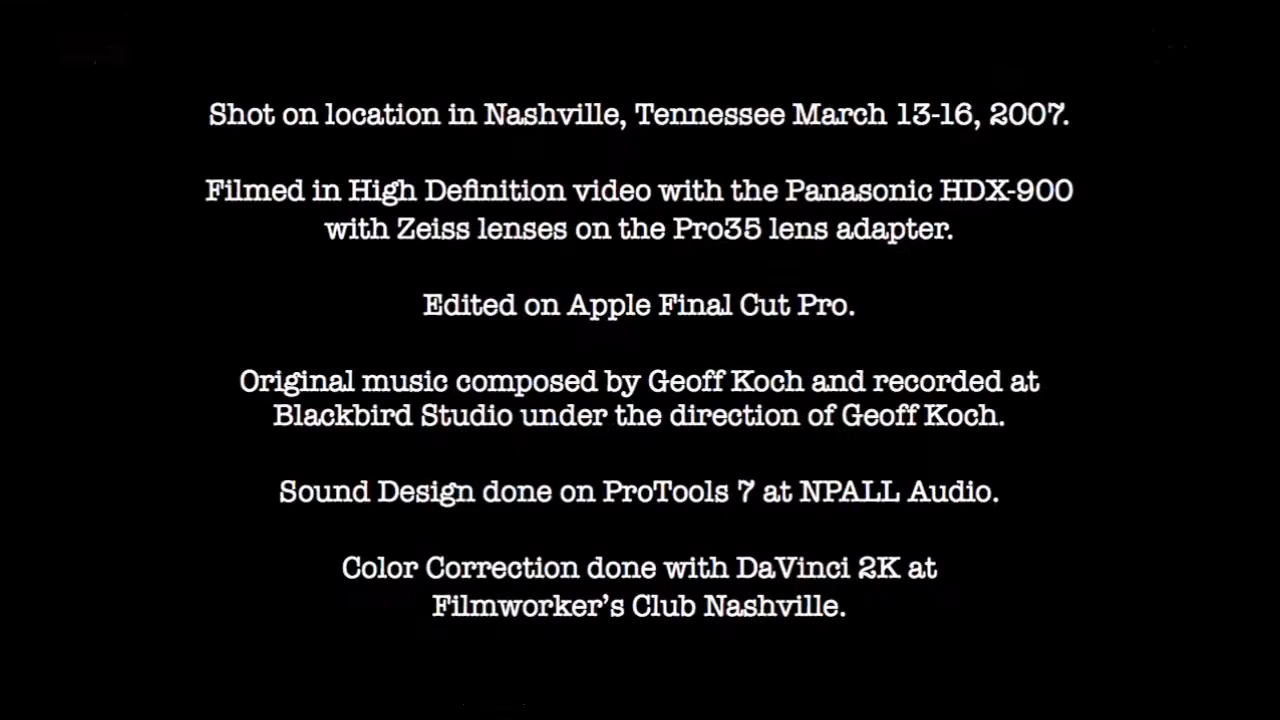 Shot on location in Nashville, Tennessee March 13-16, 2007.
Filmed in High Definition video with the Panasonic HDX-900
with Zeiss lenses on the Pro35 lens adapter.
Edited on Apple Final Cut Pro.
Original music composed by Geoff Koch and recorded at
Blackbird Studio under the direction of Geoff Koch.
Sound Design done on ProTools 7 at NPALL Audio.
Color Correction done with DaVinci 2K at
Filmworker's Club Nashville.